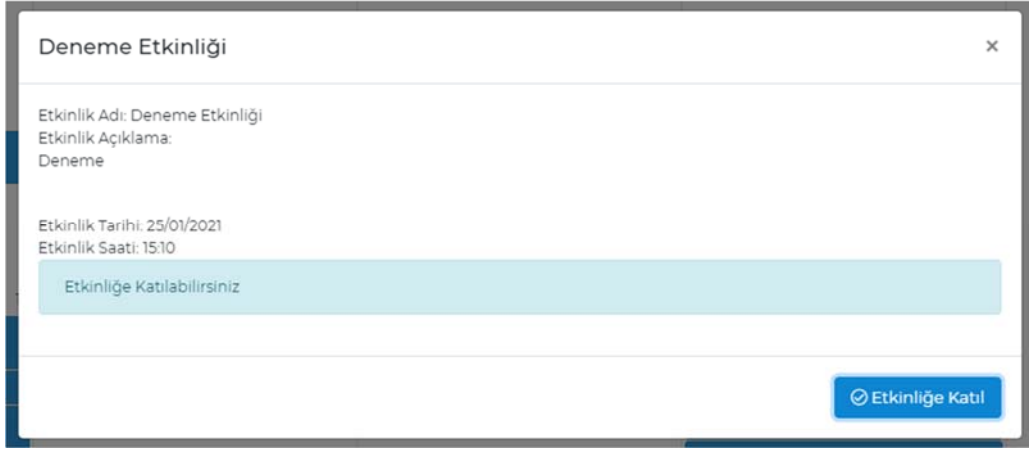 Deneme Etkinliği
×
Etkinlik Adı: Deneme Etkinliği
Etkinlik Açıklama:
Deneme
Etkinlik Tarihi: 25/01/2021
Etkinlik Saati: 15:10
Etkinliğe Katılabilirsiniz
Etkinliğe Katıl